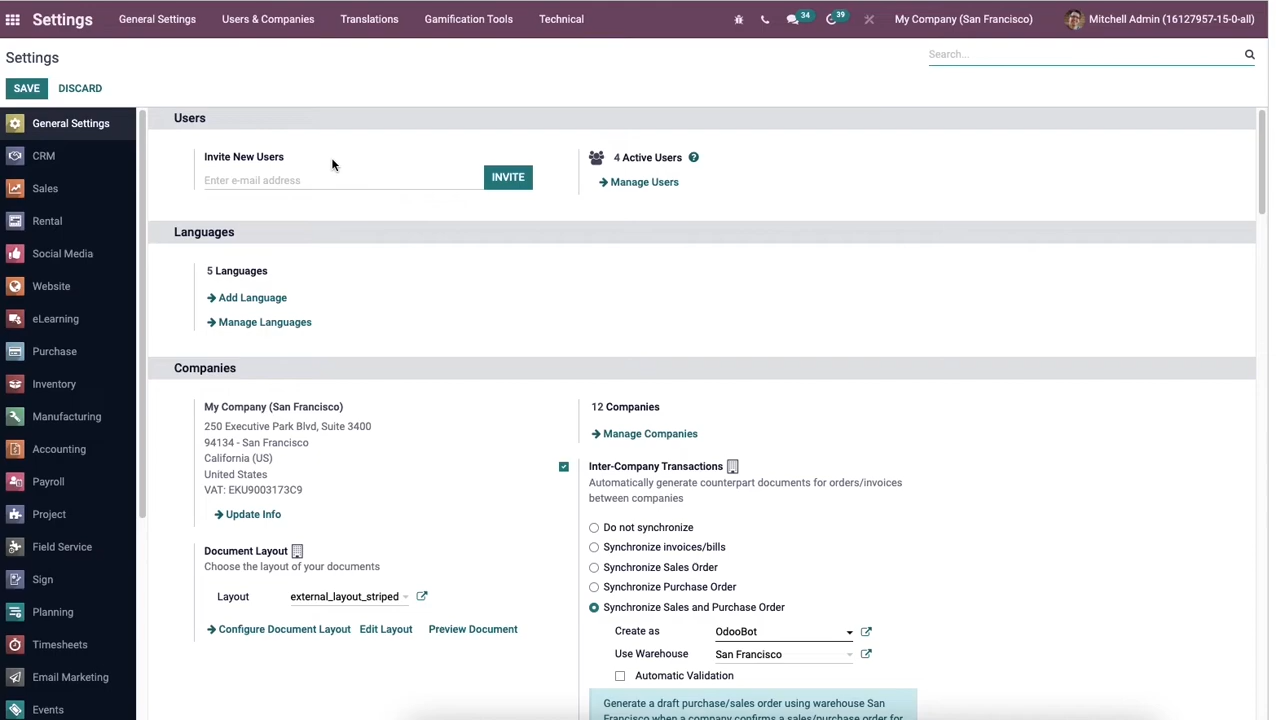 Settings General Settings Users & Companies Translations Gamification Tools Technical 34 39 My Company (San Francisco) Mitchell Admin (16127957-15-0-all)
Settings Search...
SAVE DISCARD
General Settings
CRM
Sales
Rental
Social Media
Website
eLearning
Purchase
Inventory
Manufacturing
Accounting
Payroll
Project
Field Service
Sign
Planning
Timesheets
Email Marketing
Events
Users
Invite New Users
Enter e-mail address INVITE
4 Active Users ?
Manage Users
Languages
5 Languages
Add Language
Manage Languages
Companies
My Company (San Francisco)
250 Executive Park Blvd, Suite 3400
94134 - San Francisco
California (US)
United States
VAT: EKU9003173C9
Update Info
Document Layout
Choose the layout of your documents
Layout external_layout_striped
Configure Document Layout Edit Layout Preview Document
12 Companies
Manage Companies
Inter-Company Transactions
Automatically generate counterpart documents for orders/invoices
between companies
Do not synchronize
Synchronize invoices/bills
Synchronize Sales Order
Synchronize Purchase Order
Synchronize Sales and Purchase Order
Create as OdooBot
Use Warehouse San Francisco
Automatic Validation
Generate a draft purchase/sales order using warehouse San
Francisco when a company confirms a sales/purchase order for